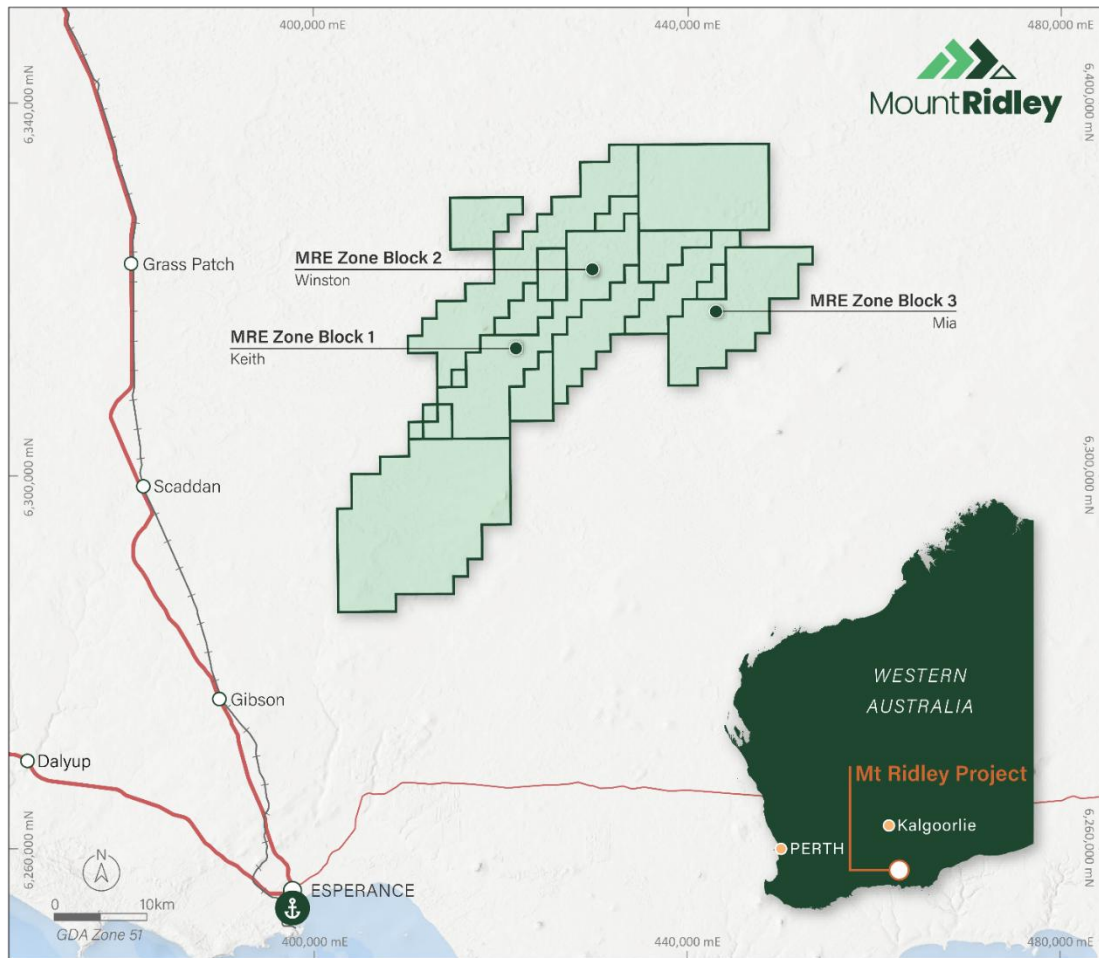 400,000 mE
440,000 mE
480,000 mE
6,340,000 mN
6,400,000 mN
MountRidley
Grass Patch
MRE Zone Block 2
Winston
MRE Zone Block 3
Mia
MRE Zone Block 1
Keith
Scaddan
6,300,000 mN
6,300,000 mN
Gibson
Dalyup
WESTERN
AUSTRALIA
Mt Ridley Project
Kalgoorlie
PERTH
6,260,000 mN
6,260,000 mN
N
ESPERANCE
0 10km
GDA Zone 51
400,000 mE
440,000 mE
480,000 mE